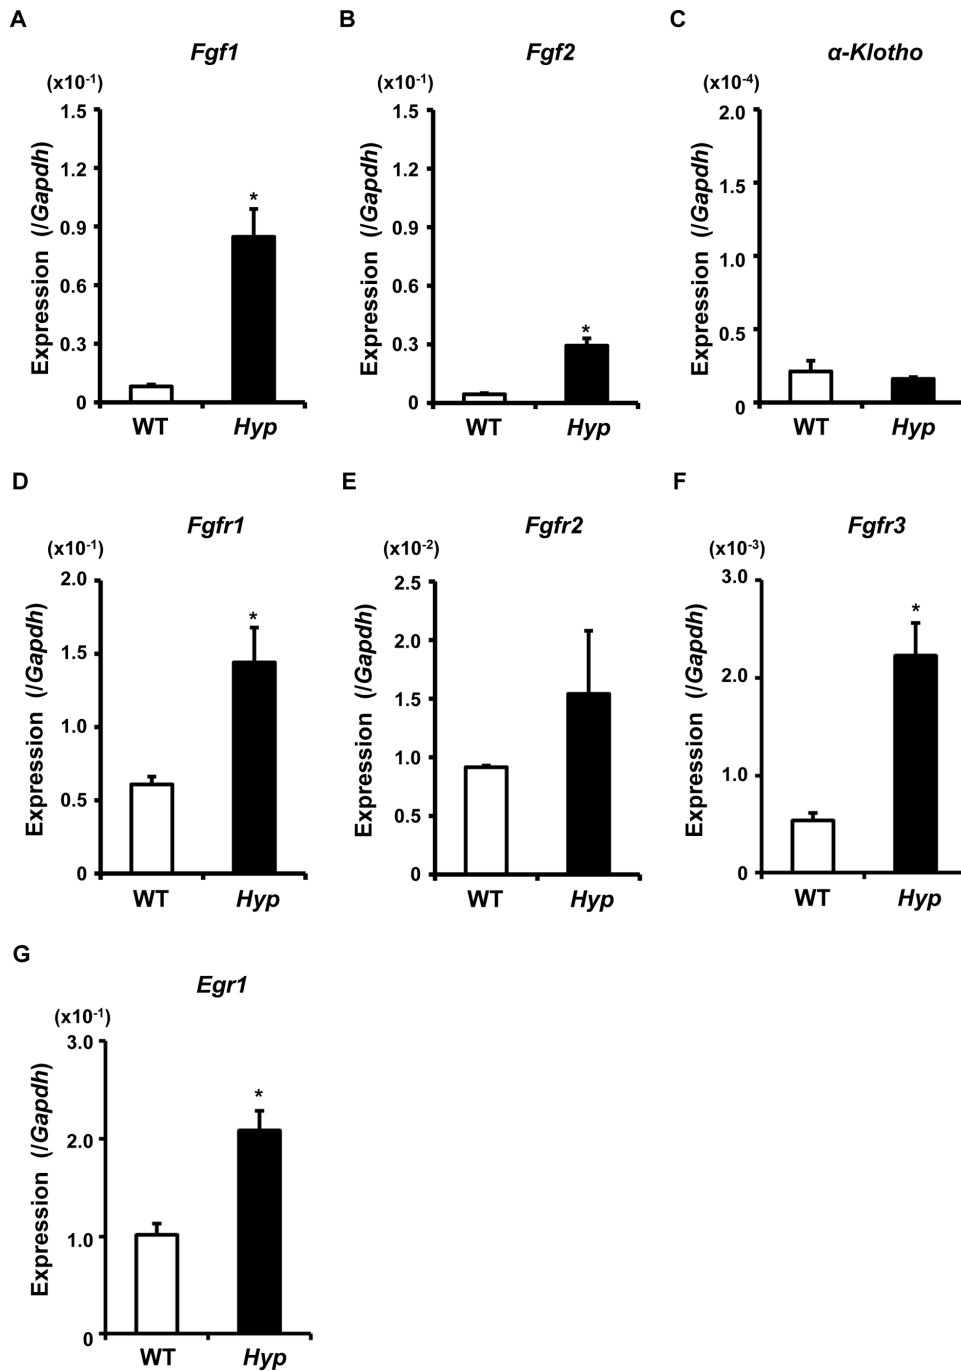 A
B
C
Fgf1
Fgf2
α-Klotho
(x10-1)
(x10-1)
(x10-4)
Expression (/Gapdh)
1.5
1.2
0.9
0.6
0.3
0
*
WT
Hyp
Expression (/Gapdh)
1.5
1.2
0.9
0.6
0.3
0
*
WT
Hyp
Expression (/Gapdh)
2.0
1.5
1.0
0.5
0
WT
Hyp
D
E
F
Fgfr1
Fgfr2
Fgfr3
(x10-1)
(x10-2)
(x10-3)
Expression (/Gapdh)
2.0
1.5
1.0
0.5
0
*
WT
Hyp
Expression (/Gapdh)
2.5
2.0
1.5
1.0
0.5
0
WT
Hyp
Expression (/Gapdh)
3.0
2.0
1.0
0
*
WT
Hyp
G
Egr1
(x10-1)
Expression (/Gapdh)
3.0
2.0
1.0
0
*
WT
Hyp